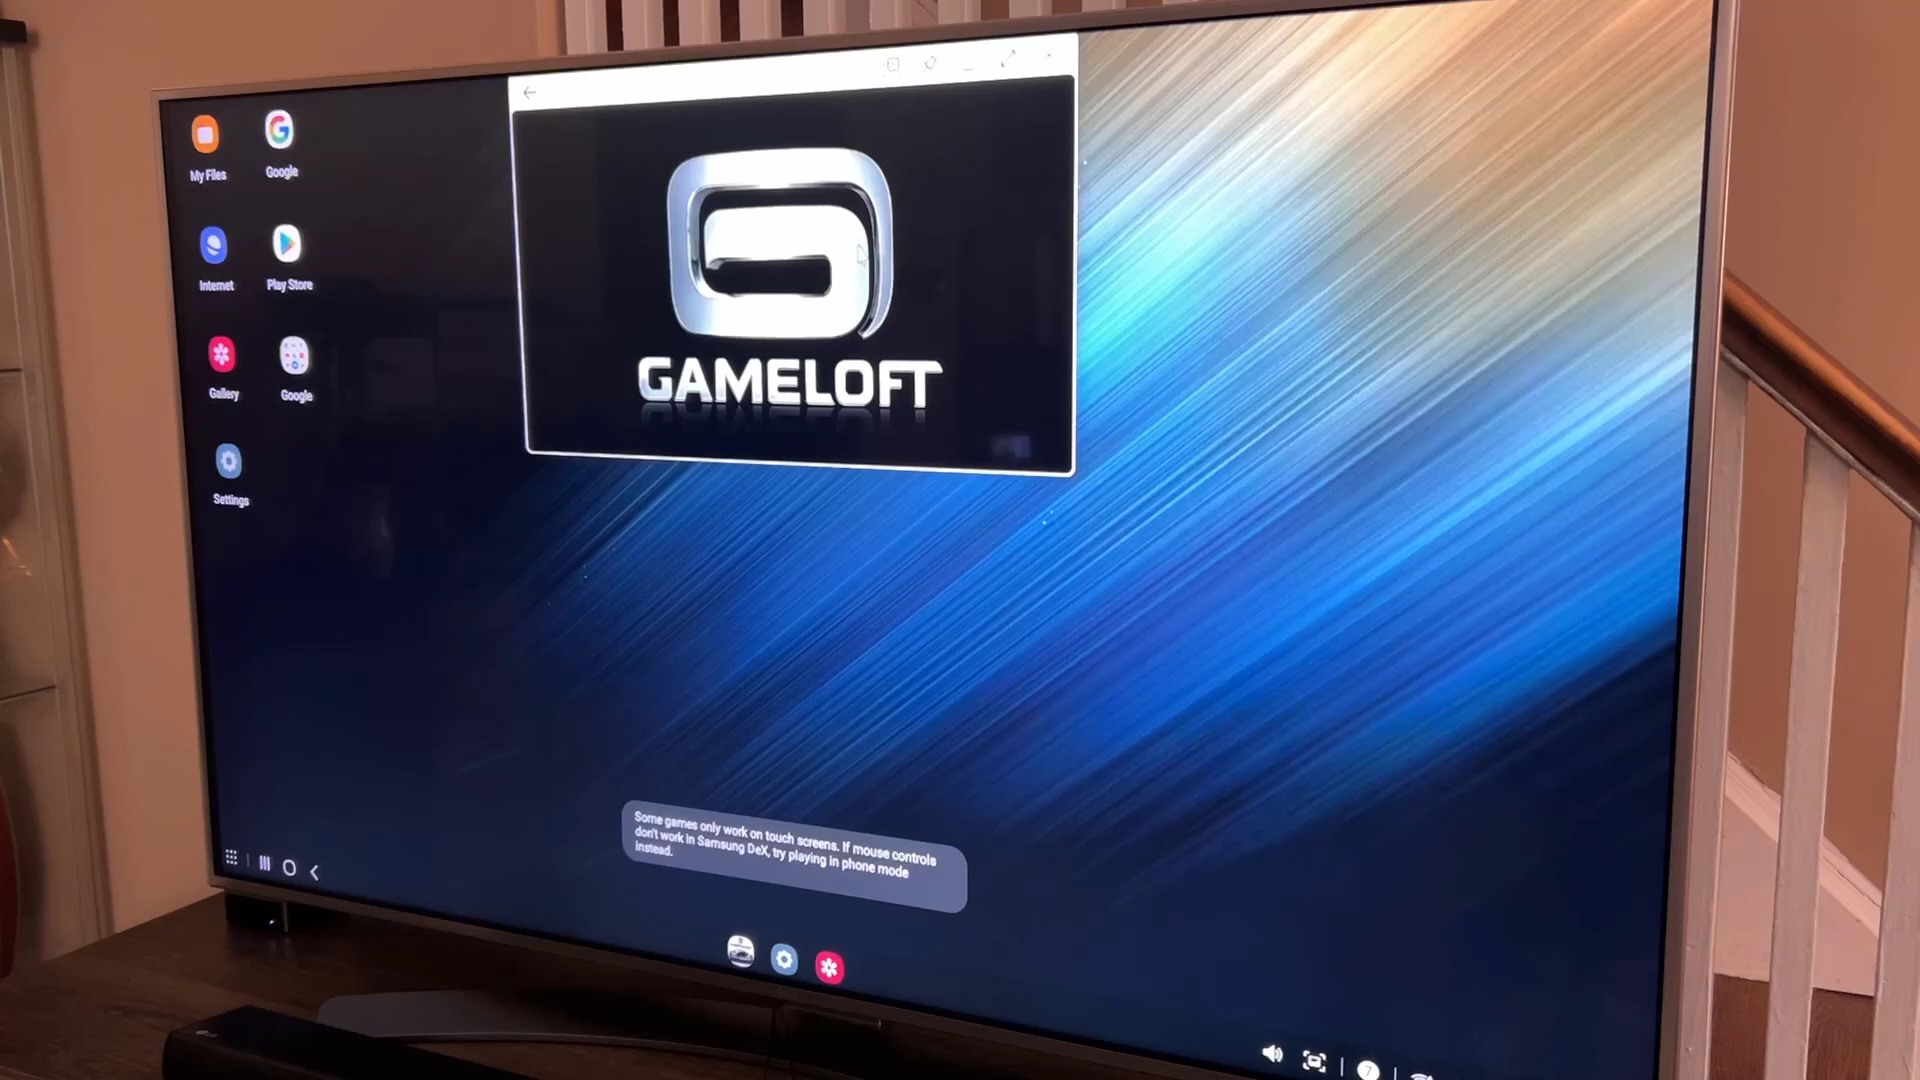 My Files
Google
Internet
Play Store
Gallery
Google
Settings
GAMELOFT
Some games only work on touch screens. If mouse controls
don't work in Samsung DeX, try playing in phone mode
instead.
7